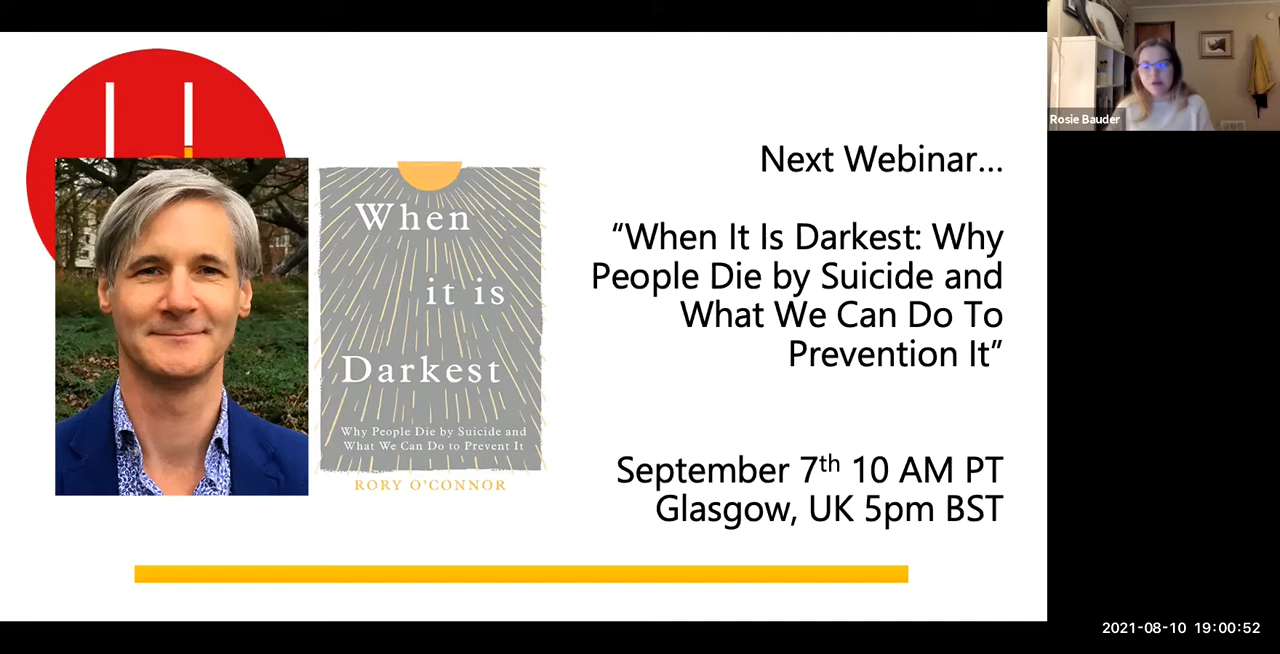 Rosie Bauder
Next Webinar…
“When It Is Darkest: Why
People Die by Suicide and
What We Can Do To
Prevention It”
September 7th 10 AM PT
Glasgow, UK 5pm BST
When
it is
Darkest
Why People Die by Suicide and
What We Can Do to Prevent It
RORY O’CONNOR
2021-08-10 19:00:52